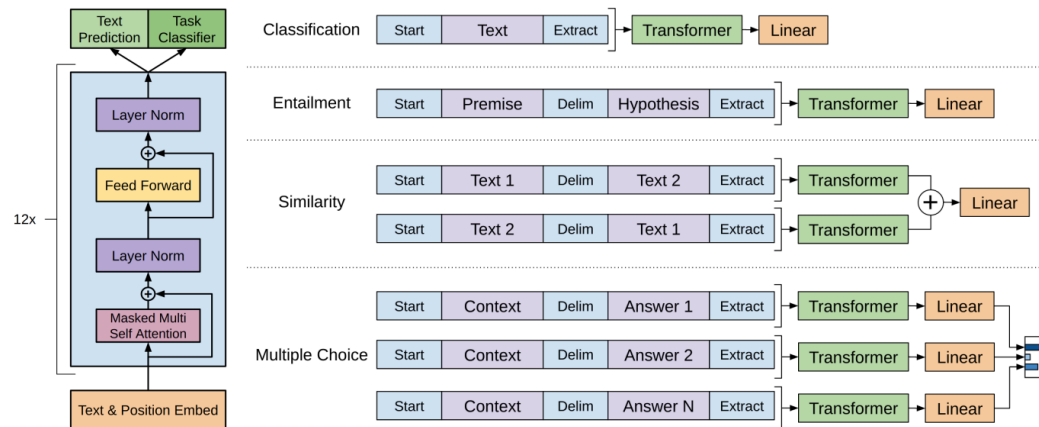 Text Prediction
Task Classifier
12x
Layer Norm
Feed Forward
Layer Norm
Masked Multi
Self Attention
Text & Position Embed
Classification
Start Text Extract Transformer Linear
Entailment
Start Premise Delim Hypothesis Extract Transformer Linear
Similarity
Start Text 1 Delim Text 2 Extract Transformer
Linear
Start Text 2 Delim Text 1 Extract Transformer
Multiple Choice
Start Context Delim Answer 1 Extract Transformer Linear
Start Context Delim Answer 2 Extract Transformer Linear
Start Context Delim Answer N Extract Transformer Linear